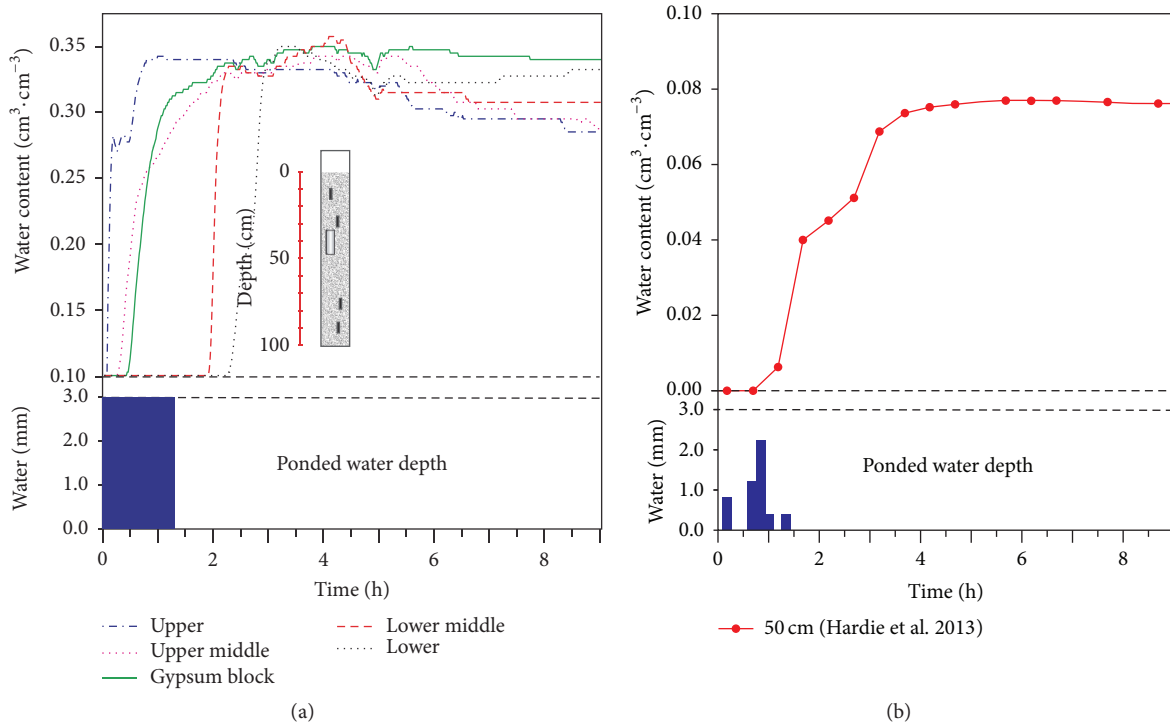 0.35
0.30
0.25
0.20
0.15
0.10
Water content (cm³·cm−3)
0
50
100
Depth (cm)
3.0
2.0
1.0
0.0
Water (mm)
Ponded water depth
0 2 4 6 8
Time (h)
Upper
Upper middle
Gypsum block
Lower middle
Lower
(a)
0.10
0.08
0.06
0.04
0.02
0.00
Water content (cm³·cm−3)
3.0
2.0
1.0
0.0
Water (mm)
Ponded water depth
0 2 4 6 8
Time (h)
50 cm (Hardie et al. 2013)
(b)